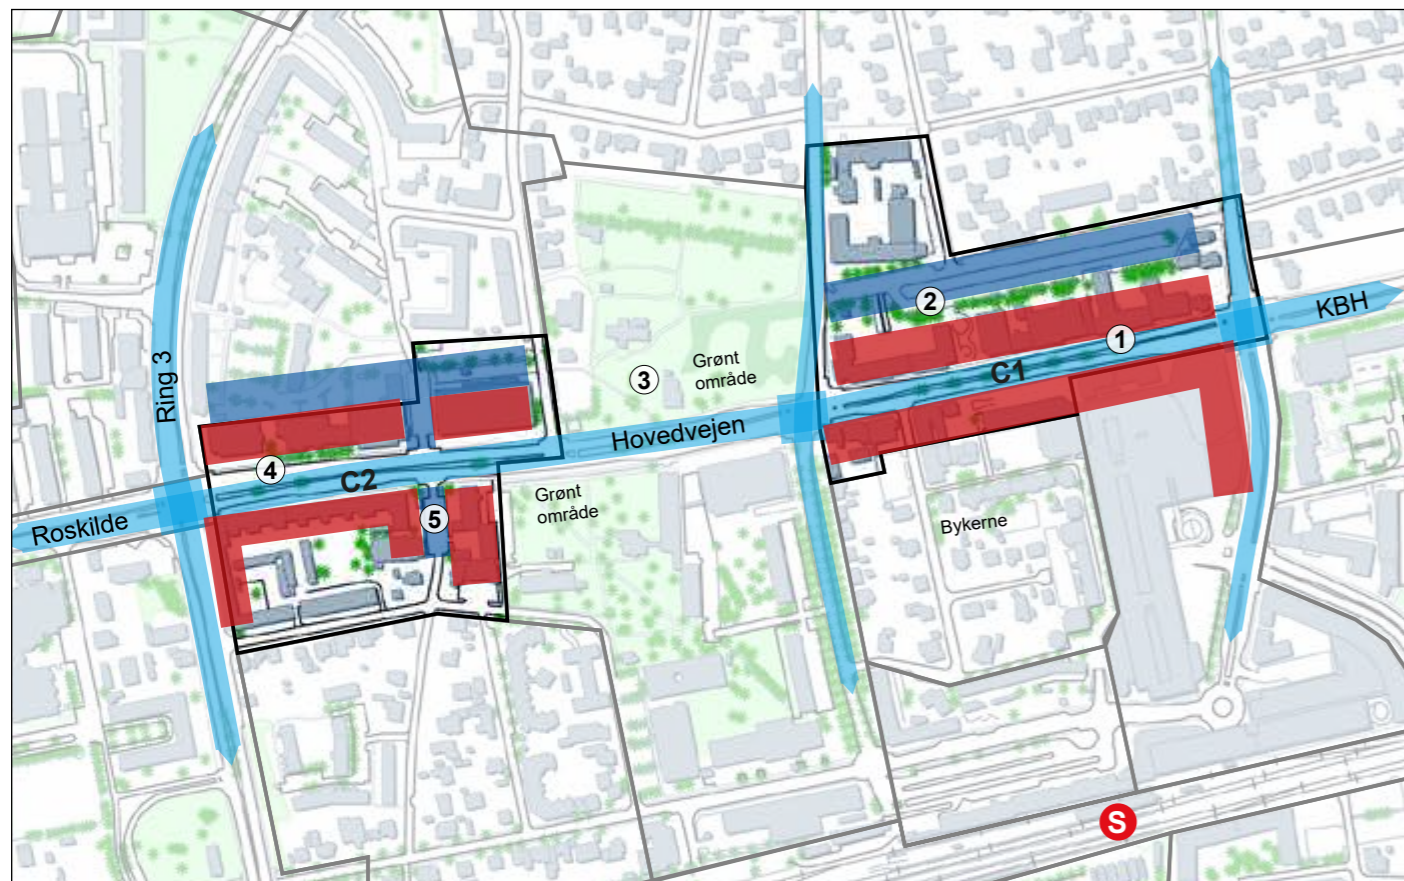 KBH
2
1
C1
Grønt
område
3
Hovedvejen
Ring 3
4
C2
Grønt
område
5
Roskilde
Bykerne
S